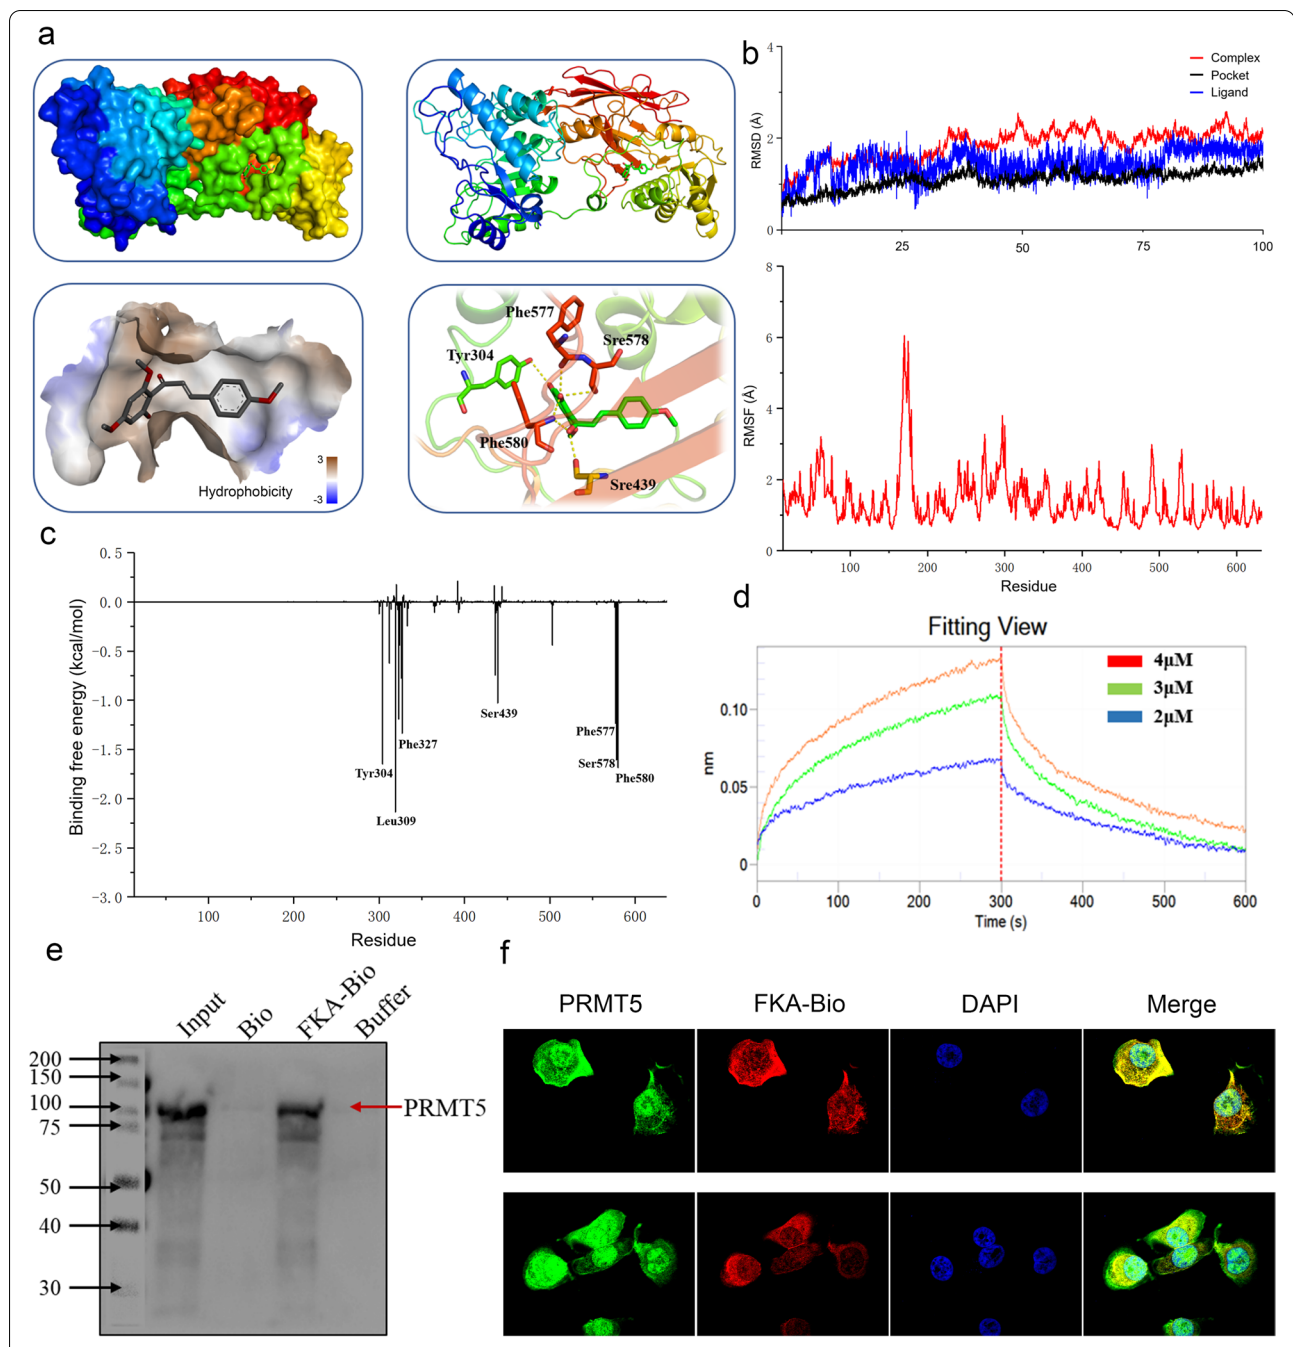 a
Hydrophobicity
3
-3
Phe577
Sre578
Tyr304
Phe580
Sre439
b
RMSD (Å)
4
2
0
25
50
75
100
Complex
Pocket
Ligand
RMSF (Å)
8
6
4
2
0
100
200
300
400
500
600
Residue
c
Binding free energy (kcal/mol)
0.5
0.0
-0.5
-1.0
-1.5
-2.0
-2.5
-3.0
Ser439
Phe577
Phe327
Ser578
Tyr304
Phe580
Leu309
100
200
300
400
500
600
Residue
d
Fitting View
4μM
3μM
2μM
nm
0.10
0.05
0
0
100
200
300
400
500
600
Time (s)
e
Input
Bio
FKA-Bio
Buffer
200
150
100
75
50
40
30
PRMT5
f
PRMT5 FKA-Bio DAPI Merge